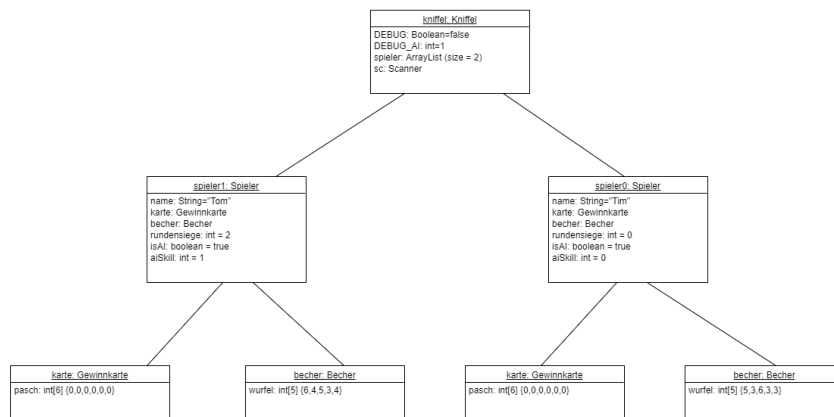 kniffel: Kniffel
DEBUG: Boolean=false
DEBUG_AI: int=1
spieler: ArrayList (size = 2)
sc: Scanner
spieler1: Spieler
name: String="Tom"
karte: Gewinnkarte
becher: Becher
rundensiege: int = 2
isAI: boolean = true
aiSkill: int = 1
spieler0: Spieler
name: String="Tim"
karte: Gewinnkarte
becher: Becher
rundensiege: int = 0
isAI: boolean = true
aiSkill: int = 0
karte: Gewinnkarte
pasch: int[6] {0,0,0,0,0,0}
becher: Becher
wurfel: int[5] {6,4,5,3,4}
karte: Gewinnkarte
pasch: int[6] {0,0,0,0,0,0}
becher: Becher
wurfel: int[5] {5,3,6,3,3}